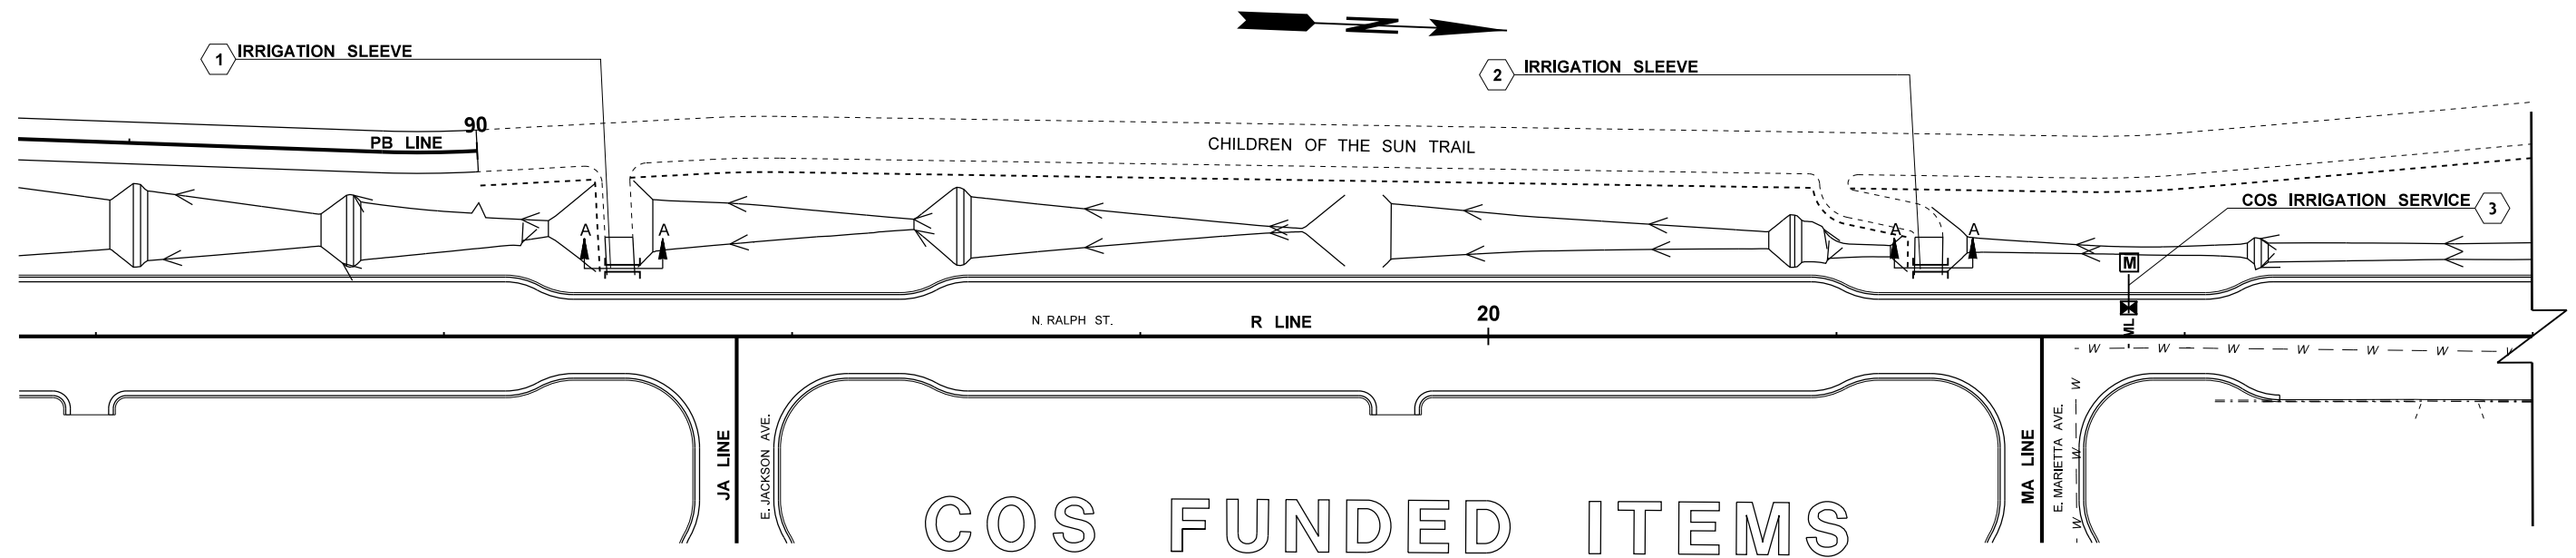 N
1 IRRIGATION SLEEVE
2 IRRIGATION SLEEVE
90
PB LINE
CHILDREN OF THE SUN TRAIL
COS IRRIGATION SERVICE 3
A A
A A
M
N. RALPH ST.
R LINE
20
ML
W W W W W W
JA LINE
E. JACKSON AVE.
MA LINE
E. MARIETTA AVE.
W W W W
COS FUNDED ITEMS